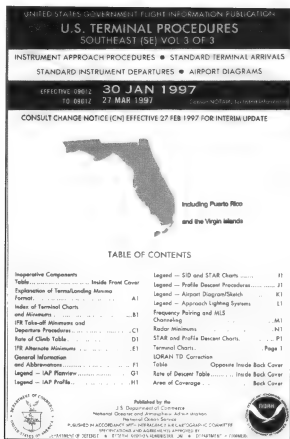 UNITED STATES GOVERNMENT FLIGHT INFORMATION PUBLICATION
U.S. TERMINAL PROCEDURES
SOUTHEAST (SE) VOL 3 OF 3
INSTRUMENT APPROACH PROCEDURES • STANDARD TERMINAL ARRIVALS
STANDARD INSTRUMENT DEPARTURES • AIRPORT DIAGRAMS
EFFECTIVE 0901Z 30 JAN 1997
TO 0901Z 27 MAR 1997
CONSULT CHANGE NOTICE (CN) EFFECTIVE 27 FEB 1997 FOR INTERIM UPDATE
Including Puerto Rico
and the Virgin Islands
TABLE OF CONTENTS
Inoperative Components
Table Inside Front Cover
Explanation of Terms/Landing Minima
Format A1
Index of Terminal Charts
and Minimums B1
IFR Take-off Minimums and
Departure Procedures C1
Rate of Climb Table D1
IFR Alternate Minimums E1
General Information
and Abbreviations F1
Legend — IAP Planview G1
Legend — IAP Profile H1
Legend — SID and STAR Charts I1
Legend — Profile Descent Procedures J1
Legend — Airport Diagram/Sketch K1
Legend — Approach Lighting Systems L1
Frequency Pairing and MLS
Channeling M1
Radar Minimums N1
STAR and Profile Descent Charts P1
Terminal Charts Page 1
LORAN TD Correction
Table Opposite Inside Back Cover
Rate of Descent Table Inside Back Cover
Area of Coverage Back Cover
Published by the
U.S. Department of Commerce
National Oceanic and Atmospheric Administration
National Ocean Service